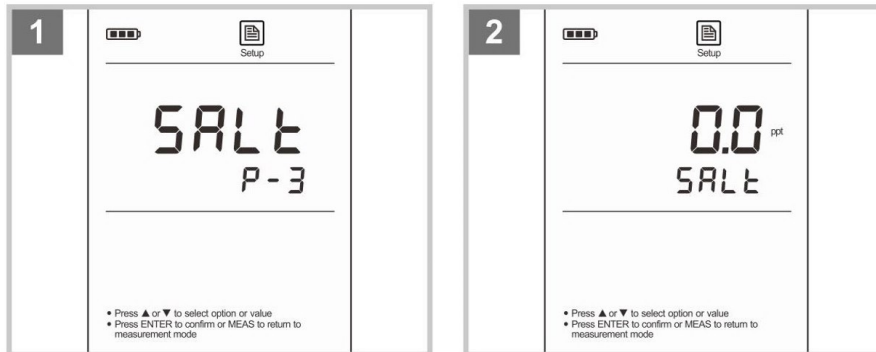 1
Setup
SALt
P-3
• Press ▲ or ▼ to select option or value
• Press ENTER to confirm or MEAS to return to
measurement mode
2
Setup
0.0 ppt
SALt
• Press ▲ or ▼ to select option or value
• Press ENTER to confirm or MEAS to return to
measurement mode